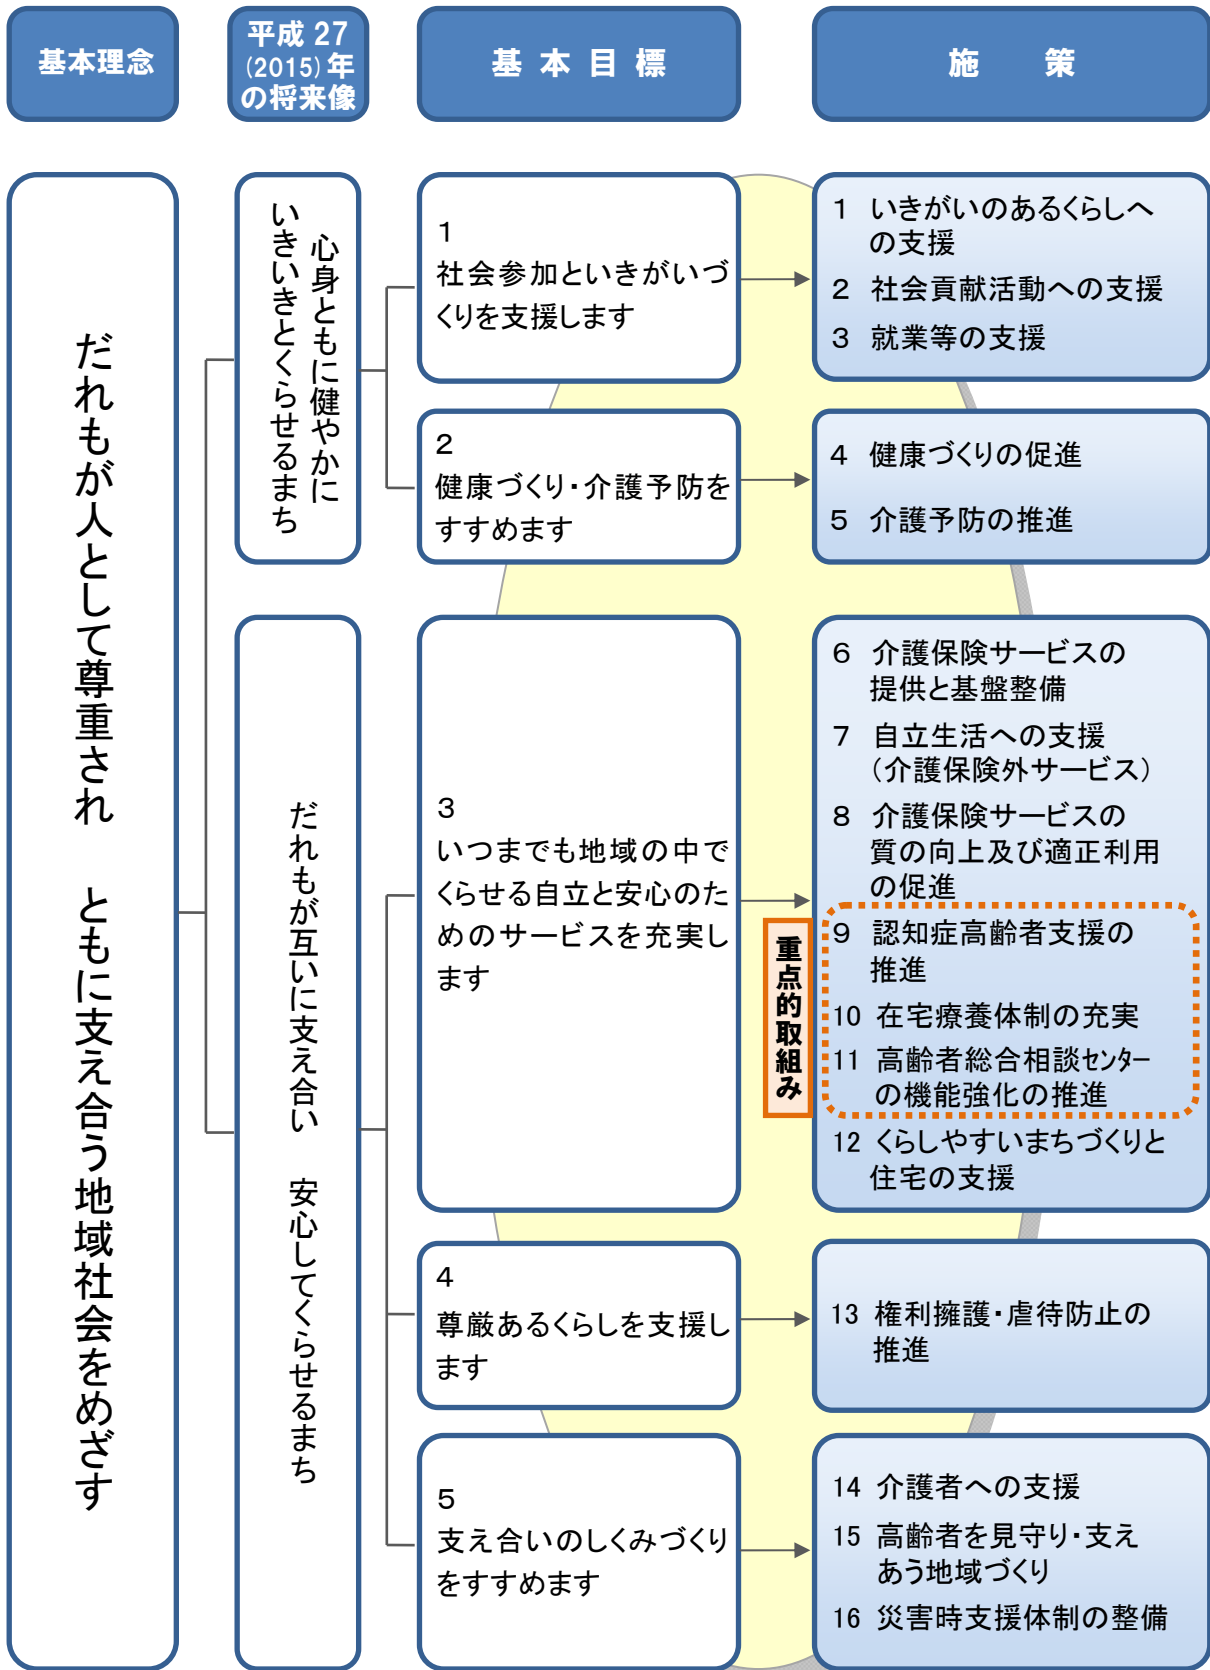 基本理念
平成 27
(2015)年
の将来像
基 本 目 標
施 策
だれもが人として尊重され ともに支え合う地域社会をめざす
心身ともに健やかに
いきいきとくらせるまち
1
社会参加といきがいづ
くりを支援します
1 いきがいのあるくらしへ
の支援
2 社会貢献活動への支援
3 就業等の支援
2
健康づくり・介護予防を
すすめます
4 健康づくりの促進
5 介護予防の推進
だれもが互いに支え合い 安心してくらせるまち
3
いつまでも地域の中で
くらせる自立と安心のた
めのサービスを充実し
ます
6 介護保険サービスの
提供と基盤整備
7 自立生活への支援
(介護保険外サービス)
8 介護保険サービスの
質の向上及び適正利用
の促進
重点的取組み
9 認知症高齢者支援の
推進
10 在宅療養体制の充実
11 高齢者総合相談センター
の機能強化の推進
12 くらしやすいまちづくりと
住宅の支援
4
尊厳あるくらしを支援し
ます
13 権利擁護・虐待防止の
推進
5
支え合いのしくみづくり
をすすめます
14 介護者への支援
15 高齢者を見守り・支え
あう地域づくり
16 災害時支援体制の整備